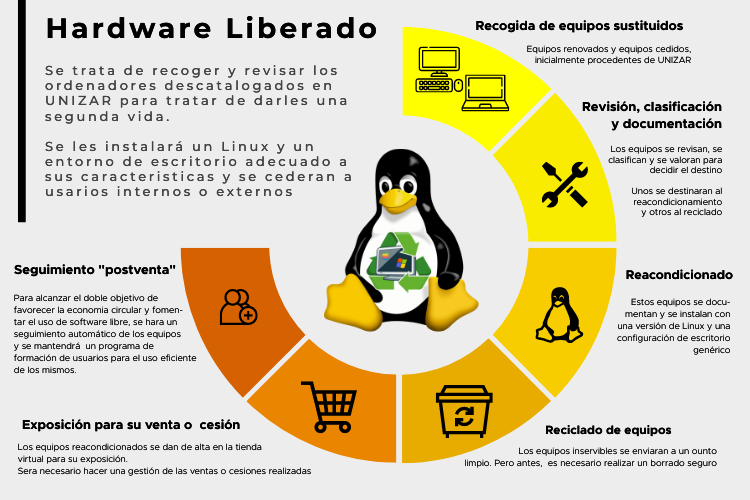 Hardware Liberado
Se trata de recoger y revisar los
ordenadores descatalogados en
UNIZAR para tratar de darles una
segunda vida.
Se les instalará un Linux y un
entorno de escritorio adecuado a
sus caracteristicas y se cederan a
usarios internos o externos
Recogida de equipos sustituidos
Equipos renovados y equipos cedidos,
inicialmente procedentes de UNIZAR
Revisión, clasificación
y documentación
Los equipos se revisan, se
clasifican y se valoran para
decidir el destino
Unos se destinaran al
reacondicionamiento
y otros al reciclado
Reacondicionado
Estos equipos se docu-
mentan y se instalan con
una versión de Linux y una
configuración de escritorio
genérico
Reciclado de equipos
Los equipos inservibles se enviaran a un ounto
limpio. Pero antes, es necesario realizar un borrado seguro
Exposición para su venta o cesión
Los equipos reacondicionados se dan de alta en la tienda
virtual para su exposición.
Sera necesario hacer una gestión de las ventas o cesiones realizadas
Seguimiento "postventa"
Para alcanzar el doble objetivo de
favorecer la economia circular y fomen-
tar el uso de software libre, se hara un
seguimiento automático de los equipos
y se mantendrá un programa de
formación de usuarios para el uso eficiente
de los mismos.